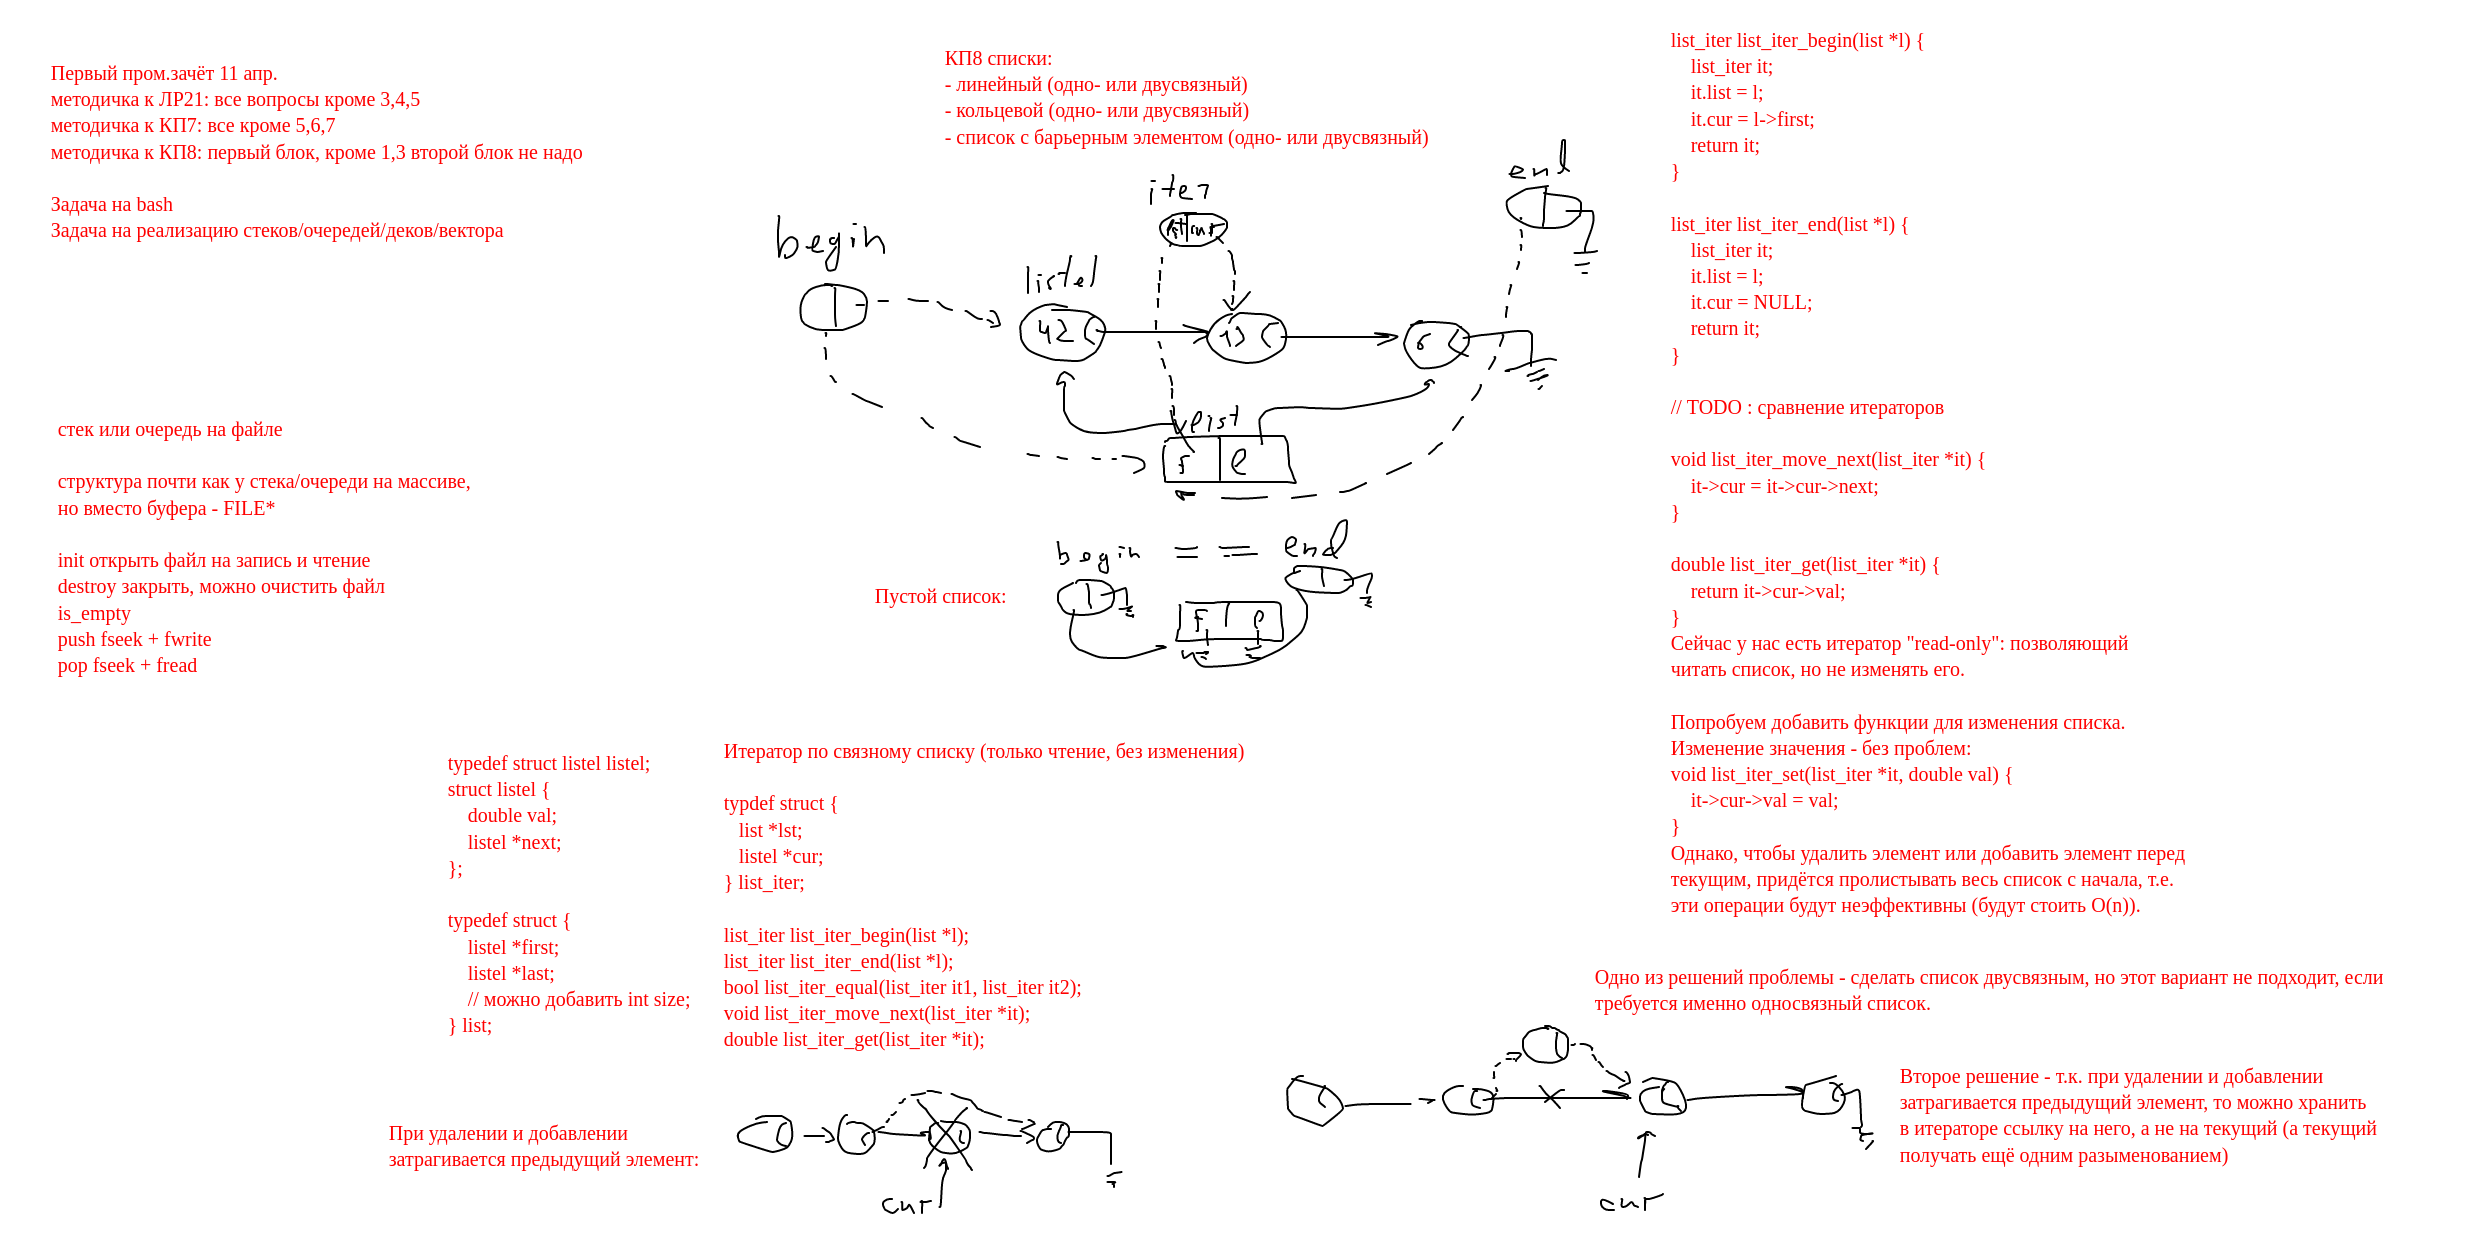 Первый пром.зачёт 11 апр.
методичка к ЛР21: все вопросы кроме 3,4,5
методичка к КП7: все кроме 5,6,7
методичка к КП8: первый блок, кроме 1,3 второй блок не надо
Задача на bash
Задача на реализацию стеков/очередей/деков/вектора
стек или очередь на файле
структура почти как у стека/очереди на массиве,
но вместо буфера - FILE*
init открыть файл на запись и чтение
destroy закрыть, можно очистить файл
is_empty
push fseek + fwrite
pop fseek + fread
КП8 списки:
- линейный (одно- или двусвязный)
- кольцевой (одно- или двусвязный)
- список с барьерным элементом (одно- или двусвязный)
begin
iter
end
listel
42
13
6
list
f
l
begin == end
Пустой список:
f
l
typedef struct listel listel;
struct listel {
double val;
listel *next;
};
typedef struct {
listel *first;
listel *last;
// можно добавить int size;
} list;
Итератор по связному списку (только чтение, без изменения)
typdef struct {
list *lst;
listel *cur;
} list_iter;
list_iter list_iter_begin(list *l);
list_iter list_iter_end(list *l);
bool list_iter_equal(list_iter it1, list_iter it2);
void list_iter_move_next(list_iter *it);
double list_iter_get(list_iter *it);
При удалении и добавлении
затрагивается предыдущий элемент:
cur
list_iter list_iter_begin(list *l) {
list_iter it;
it.list = l;
it.cur = l->first;
return it;
}
list_iter list_iter_end(list *l) {
list_iter it;
it.list = l;
it.cur = NULL;
return it;
}
// TODO : сравнение итераторов
void list_iter_move_next(list_iter *it) {
it->cur = it->cur->next;
}
double list_iter_get(list_iter *it) {
return it->cur->val;
}
Сейчас у нас есть итератор "read-only": позволяющий
читать список, но не изменять его.
Попробуем добавить функции для изменения списка.
Изменение значения - без проблем:
void list_iter_set(list_iter *it, double val) {
it->cur->val = val;
}
Однако, чтобы удалить элемент или добавить элемент перед
текущим, придётся пролистывать весь список с начала, т.е.
эти операции будут неэффективны (будут стоить O(n)).
Одно из решений проблемы - сделать список двусвязным, но этот вариант не подходит, если
требуется именно односвязный список.
cur
Второе решение - т.к. при удалении и добавлении
затрагивается предыдущий элемент, то можно хранить
в итераторе ссылку на него, а не на текущий (а текущий
получать ещё одним разыменованием)